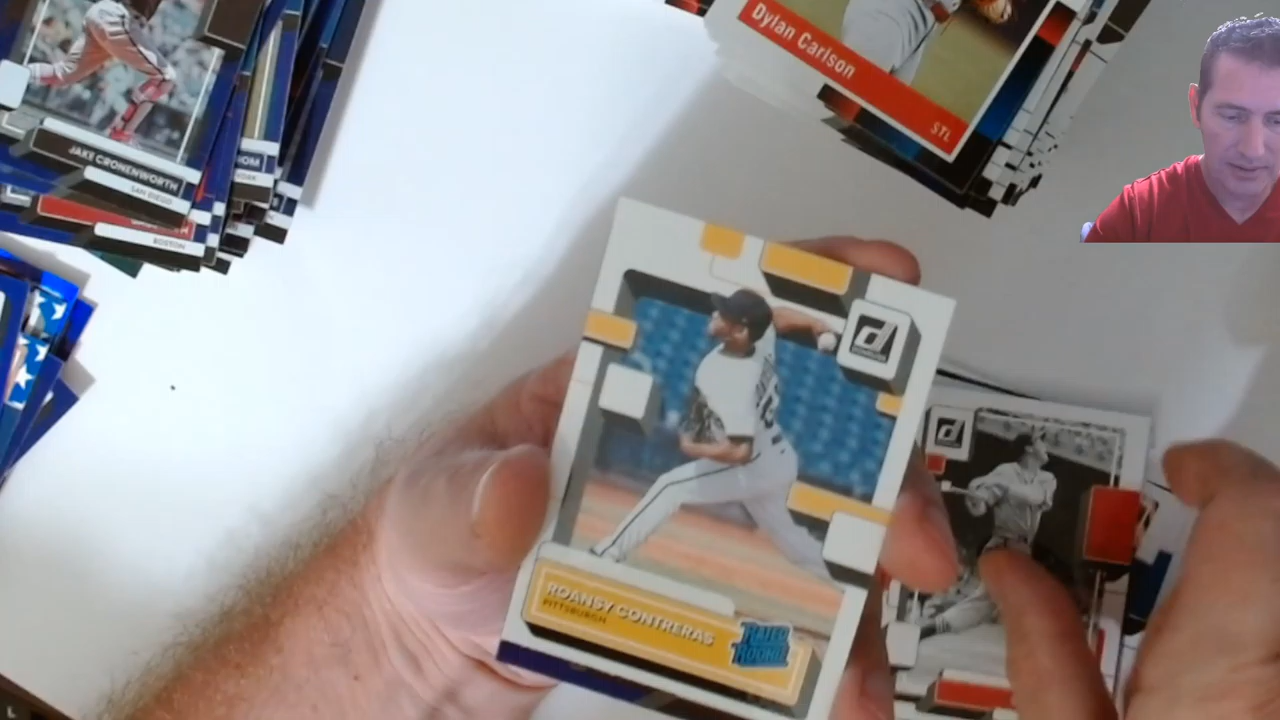 Dylan Carlson
STL
JAKE CRONENWORTH
SAN DIEGO
BOSTON
d
d
ROANSY CONTRERAS
PITTSBURGH
RATED
ROOKIE